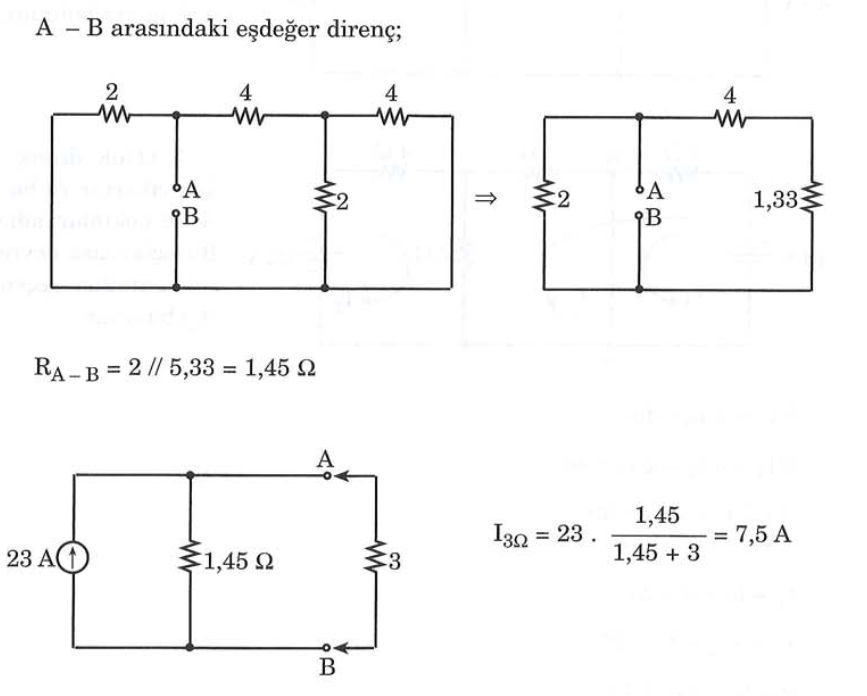 A – B arasındaki eşdeğer direnç;
2 4 4 4
A A
2 ⇒ 2 1,33
B B
R_A – B = 2 // 5,33 = 1,45 Ω
A
I_3Ω = 23 . 1,45 / 1,45 + 3 = 7,5 A
23 A 1,45 Ω 3
B